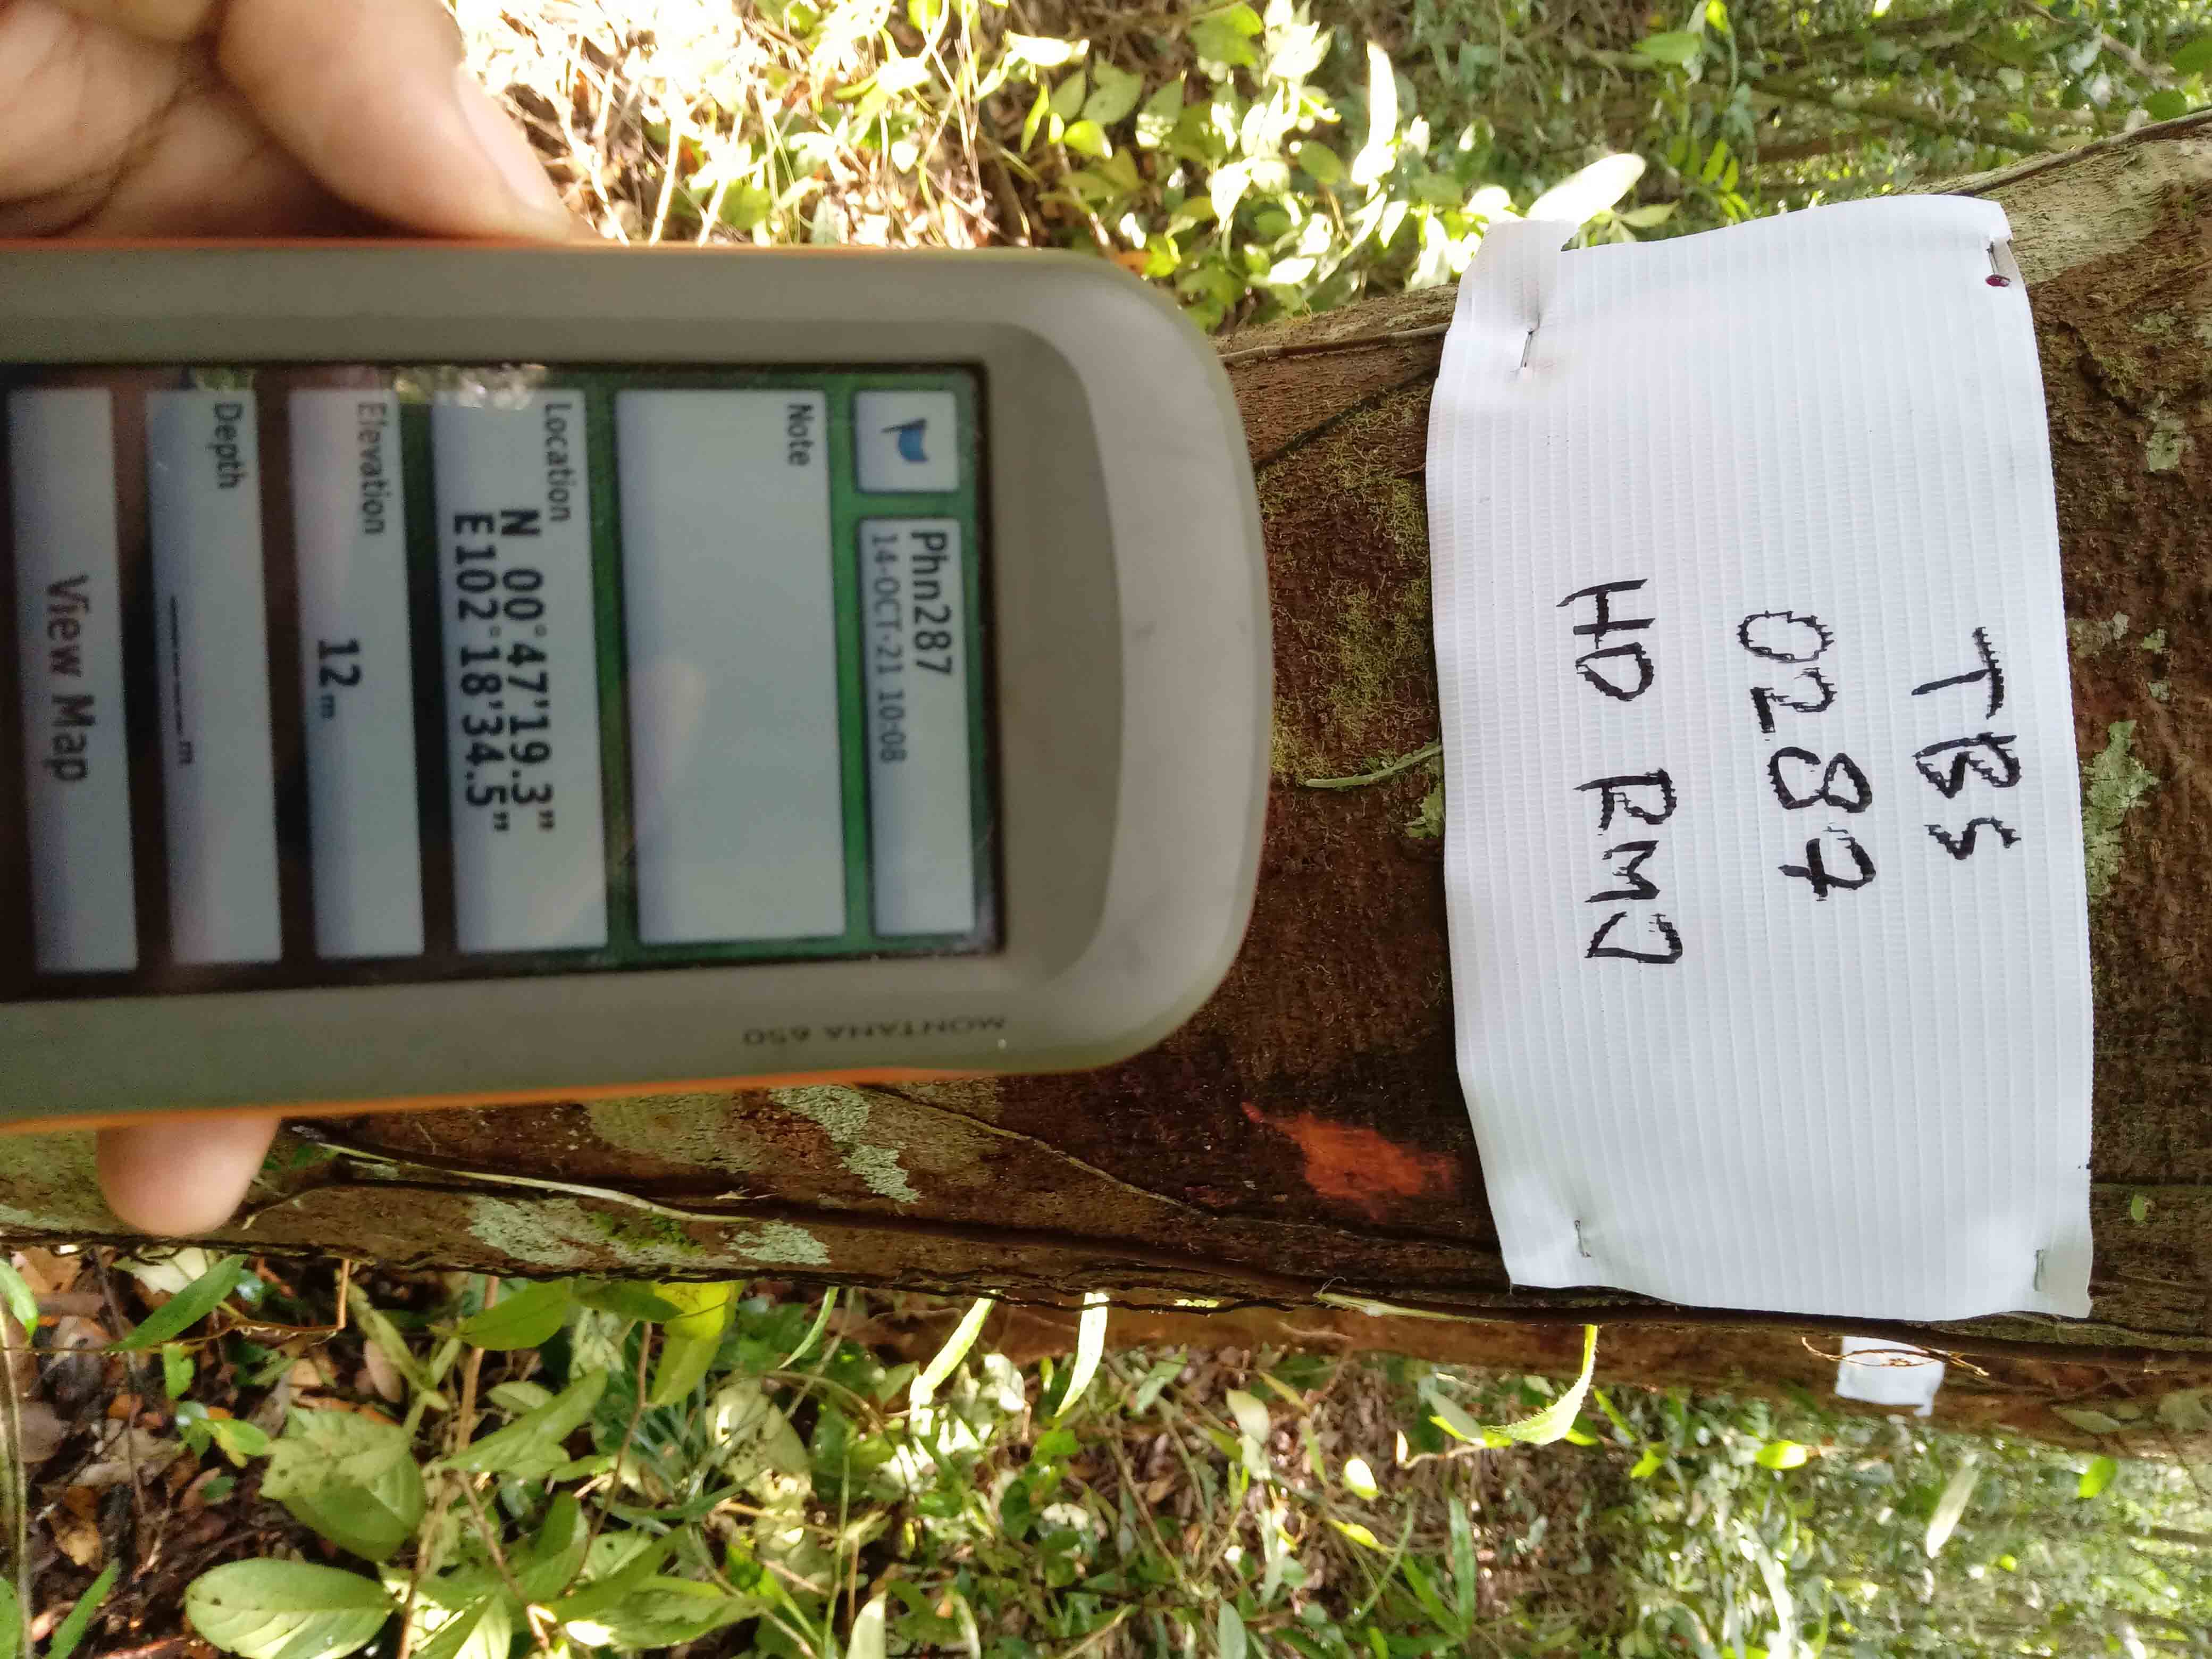 TBS
0287
HD RMJ
MONTANA 650
Phn287
14-OCT-21 10:08
Note
Location
N 00°47'19.3"
E102°18'34.5"
Elevation
12m
Depth
_____m
View Map